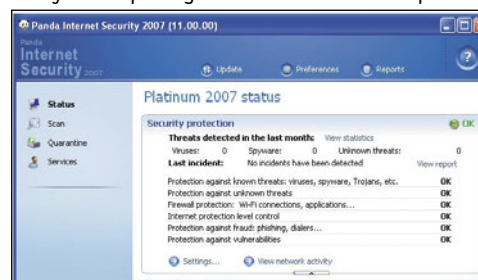 Panda Internet Security 2007 (11.00.00)
Panda
Internet
Security 2007
Update Preferences Reports
?
Status
Scan
Quarantine
Services
Platinum 2007 status
Security protection OK
Threats detected in the last month: View statistics
Viruses: 0 Spyware: 0 Unknown threats: 0
Last incident: No incidents have been detected View report
Protection against known threats: viruses, spyware, Trojans, etc. OK
Protection against unknown threats OK
Firewall protection: Wi-Fi connections, applications... OK
Internet protection level control OK
Protection against fraud: phishing, dialers... OK
Protection against vulnerabilities OK
Settings... View network activity